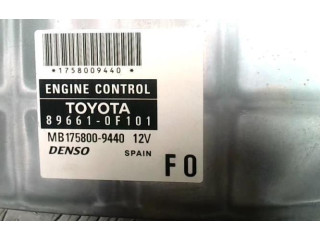 *1758009440*
ENGINE CONTROL
TOYOTA
89661-0F101
MB175800-9440 12V
DENSO SPAIN F0